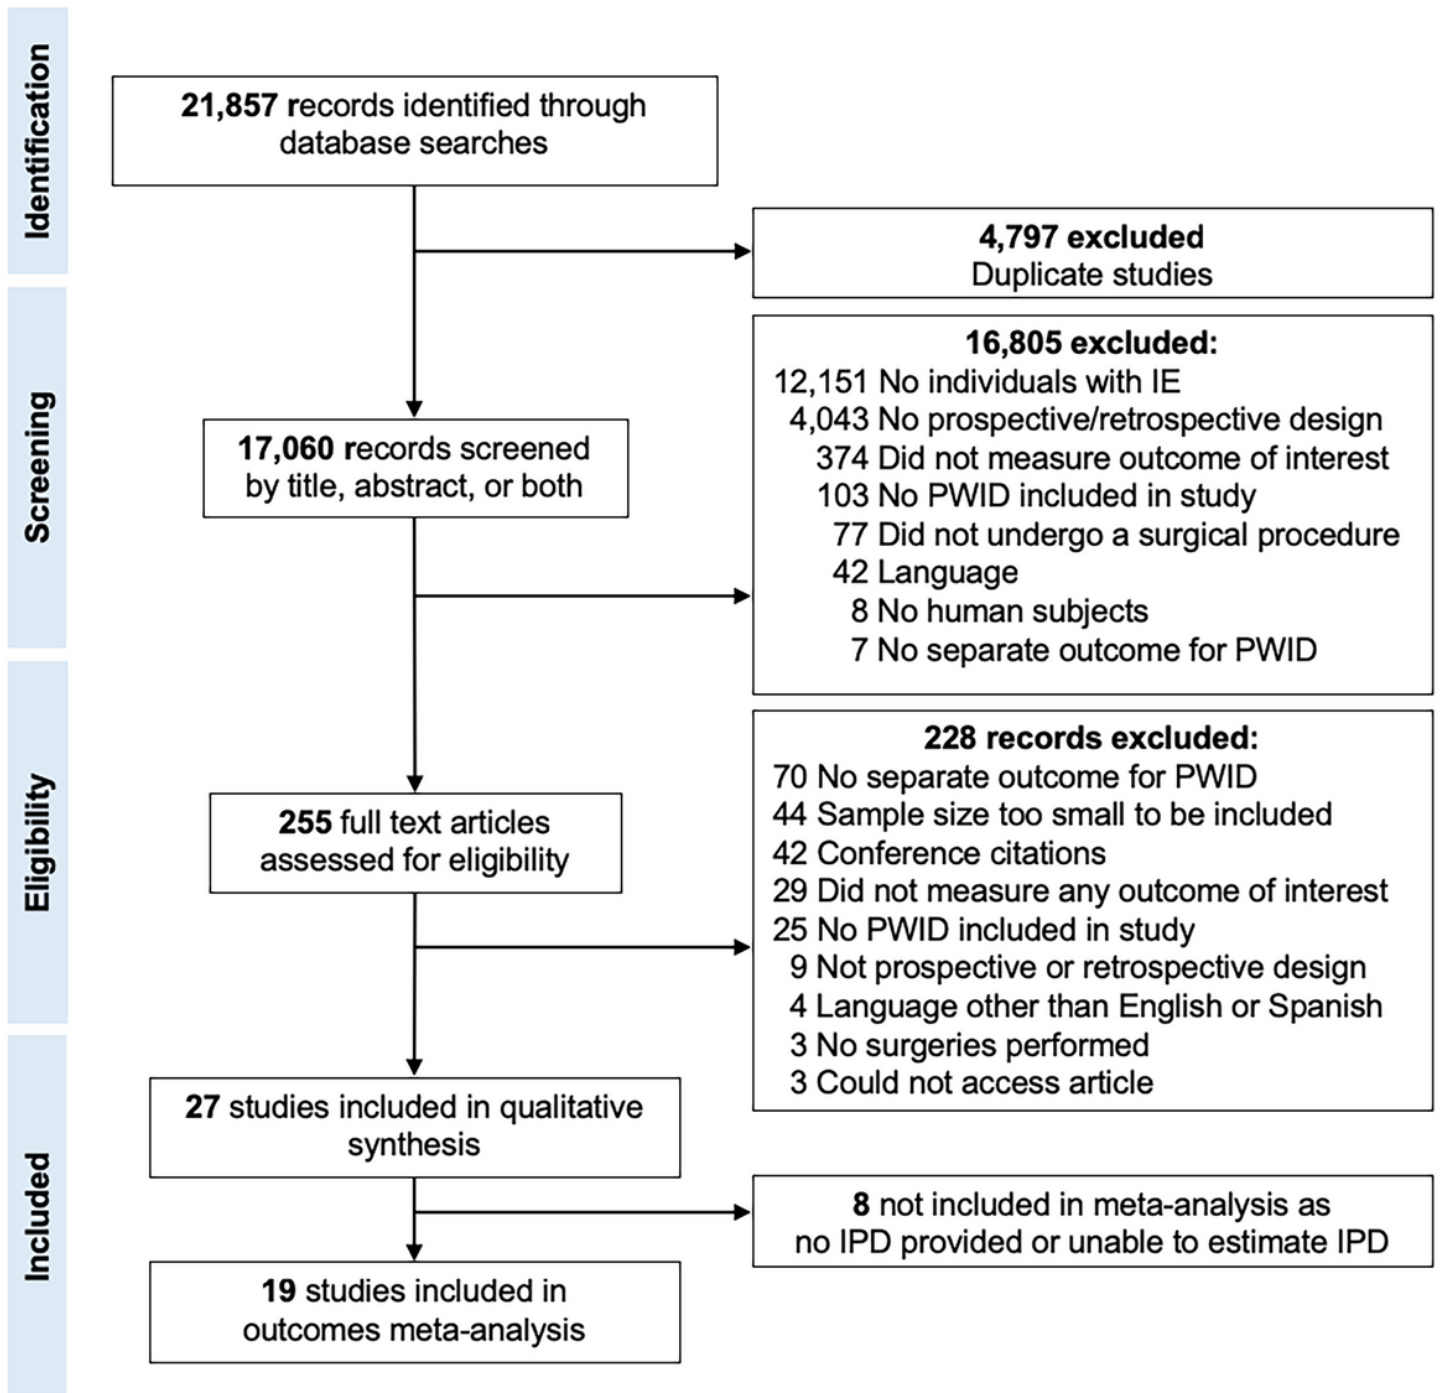 Identification
21,857 records identified through
database searches
4,797 excluded
Duplicate studies
Screening
17,060 records screened
by title, abstract, or both
16,805 excluded:
12,151 No individuals with IE
4,043 No prospective/retrospective design
374 Did not measure outcome of interest
103 No PWID included in study
77 Did not undergo a surgical procedure
42 Language
8 No human subjects
7 No separate outcome for PWID
Eligibility
255 full text articles
assessed for eligibility
228 records excluded:
70 No separate outcome for PWID
44 Sample size too small to be included
42 Conference citations
29 Did not measure any outcome of interest
25 No PWID included in study
9 Not prospective or retrospective design
4 Language other than English or Spanish
3 No surgeries performed
3 Could not access article
Included
27 studies included in qualitative
synthesis
8 not included in meta-analysis as
no IPD provided or unable to estimate IPD
19 studies included in
outcomes meta-analysis